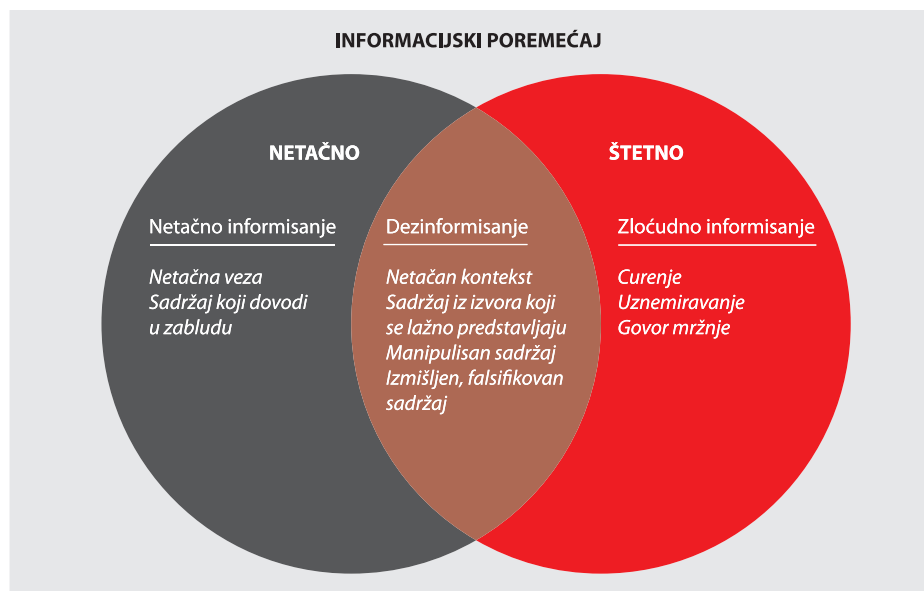 INFORMACIJSKI POREMEĆAJ
NETAČNO
Netačno informisanje
Netačna veza
Sadržaj koji dovodi
u zabludu
Dezinformisanje
Netačan kontekst
Sadržaj iz izvora koji
se lažno predstavljaju
Manipulisan sadržaj
Izmišljen, falsifikovan
sadržaj
ŠTETNO
Zloćudno informisanje
Curenje
Uznemiravanje
Govor mržnje